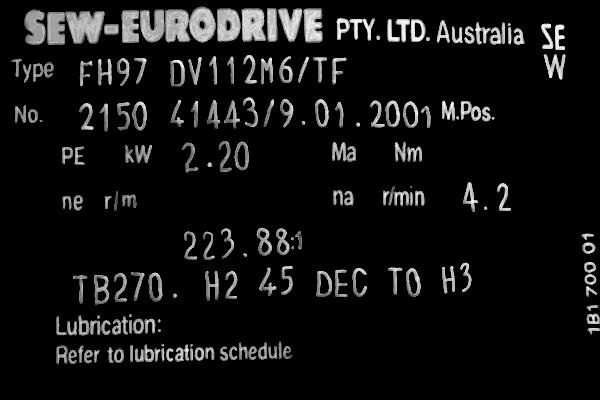 SEW-EURODRIVE PTY. LTD. Australia SEW
Type FH97 DV112M6/TF
No. 2150 41443/9.01.2001 M.Pos.
PE kW 2.20 Ma Nm
ne r/m na r/min 4.2
223.88:1
TB270. H2 45 DEC TO H3
Lubrication:
Refer to lubrication schedule
1B1 700 01